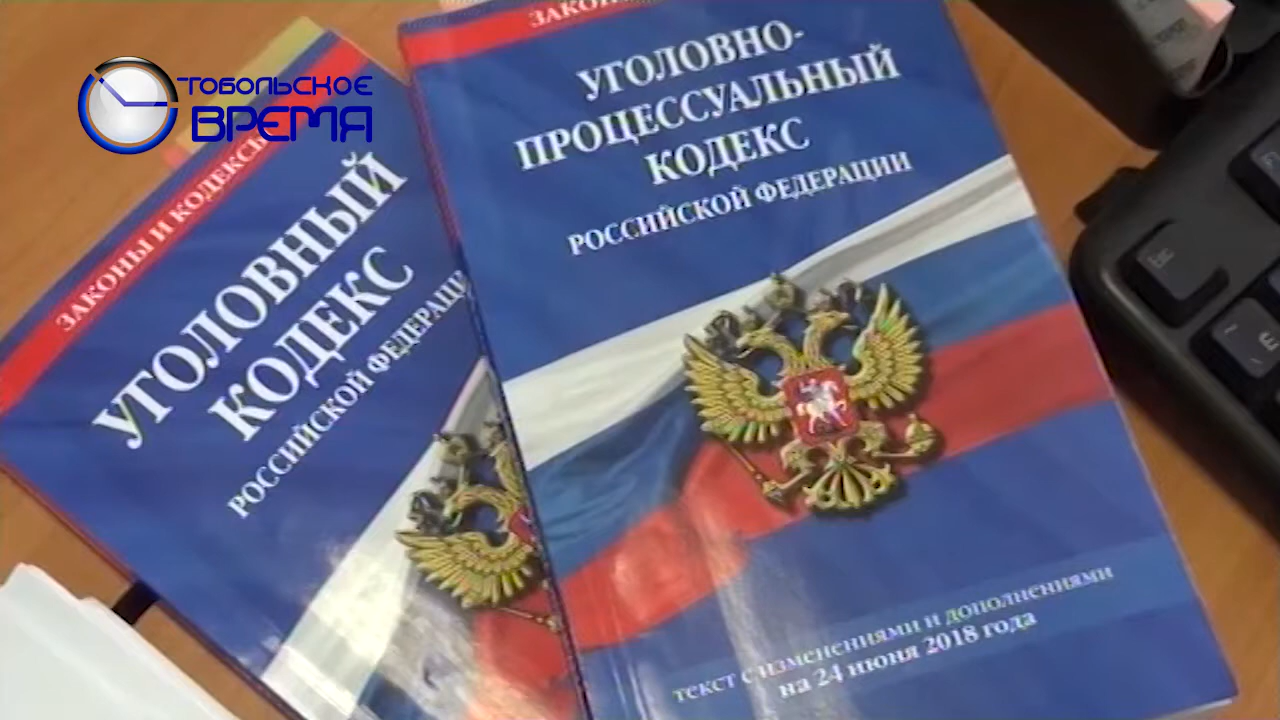 ТОБОЛЬСКОЕ
ВРЕМЯ
ЗАКОНЫ И КОДЕКСЫ
УГОЛОВНЫЙ
КОДЕКС
РОССИЙСКОЙ
УГОЛОВНО-
ПРОЦЕССУАЛЬНЫЙ
КОДЕКС
РОССИЙСКОЙ ФЕДЕРАЦИИ
текст с изменениями и дополнениями
на 24 июня 2018 года